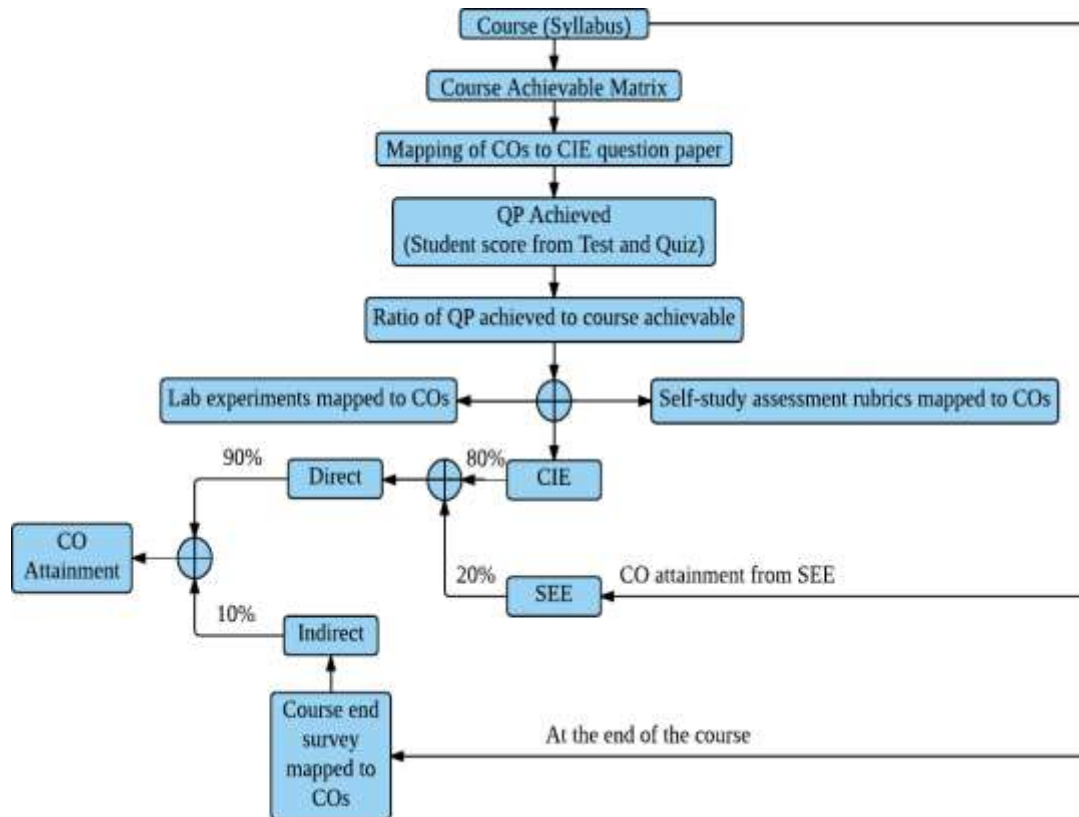 Course (Syllabus)
Course Achievable Matrix
Mapping of COs to CIE question paper
QP Achieved
(Student score from Test and Quiz)
Ratio of QP achieved to course achievable
Lab experiments mapped to COs
Self-study assessment rubrics mapped to COs
90%
Direct
80%
CIE
CO
Attainment
20%
SEE
CO attainment from SEE
10%
Indirect
Course end
survey
mapped to
COs
At the end of the course